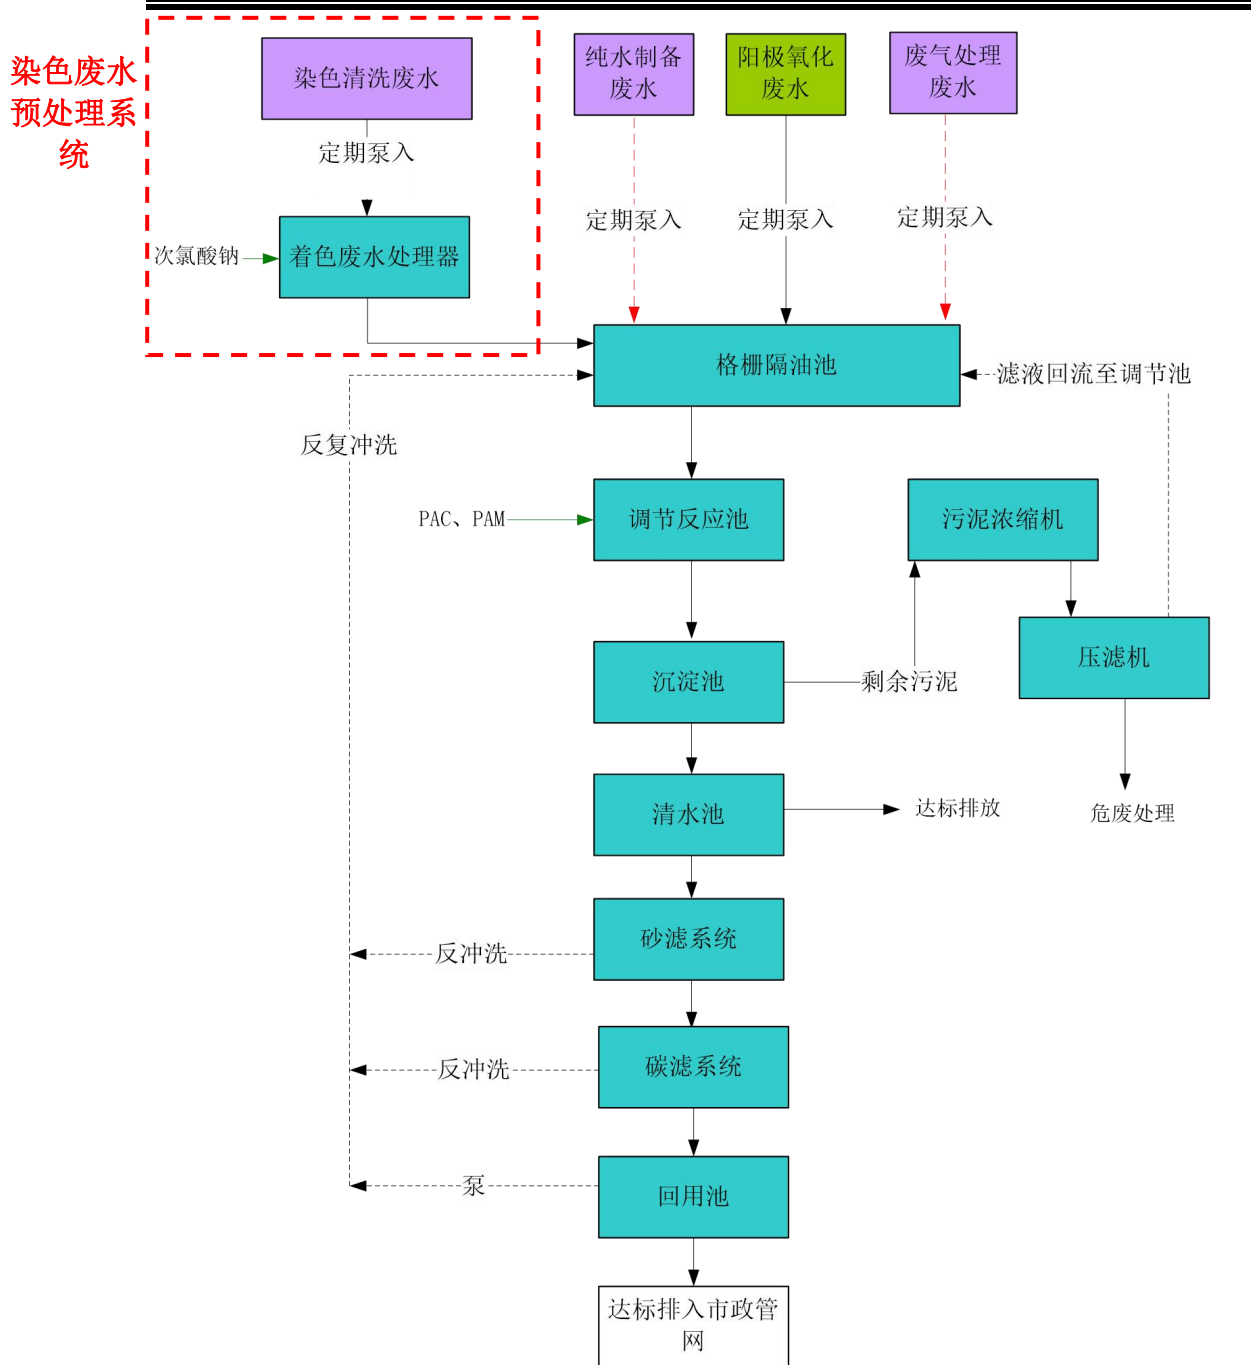 染色废水
预处理系
统
染色清洗废水
纯水制备
废水
阳极氧化
废水
废气处理
废水
定期泵入
定期泵入
定期泵入
定期泵入
次氯酸钠
着色废水处理器
格栅隔油池
滤液回流至调节池
反复冲洗
PAC、PAM
调节反应池
污泥浓缩机
沉淀池
剩余污泥
压滤机
清水池
达标排放
危废处理
砂滤系统
反冲洗
碳滤系统
反冲洗
泵
回用池
达标排入市政管
网